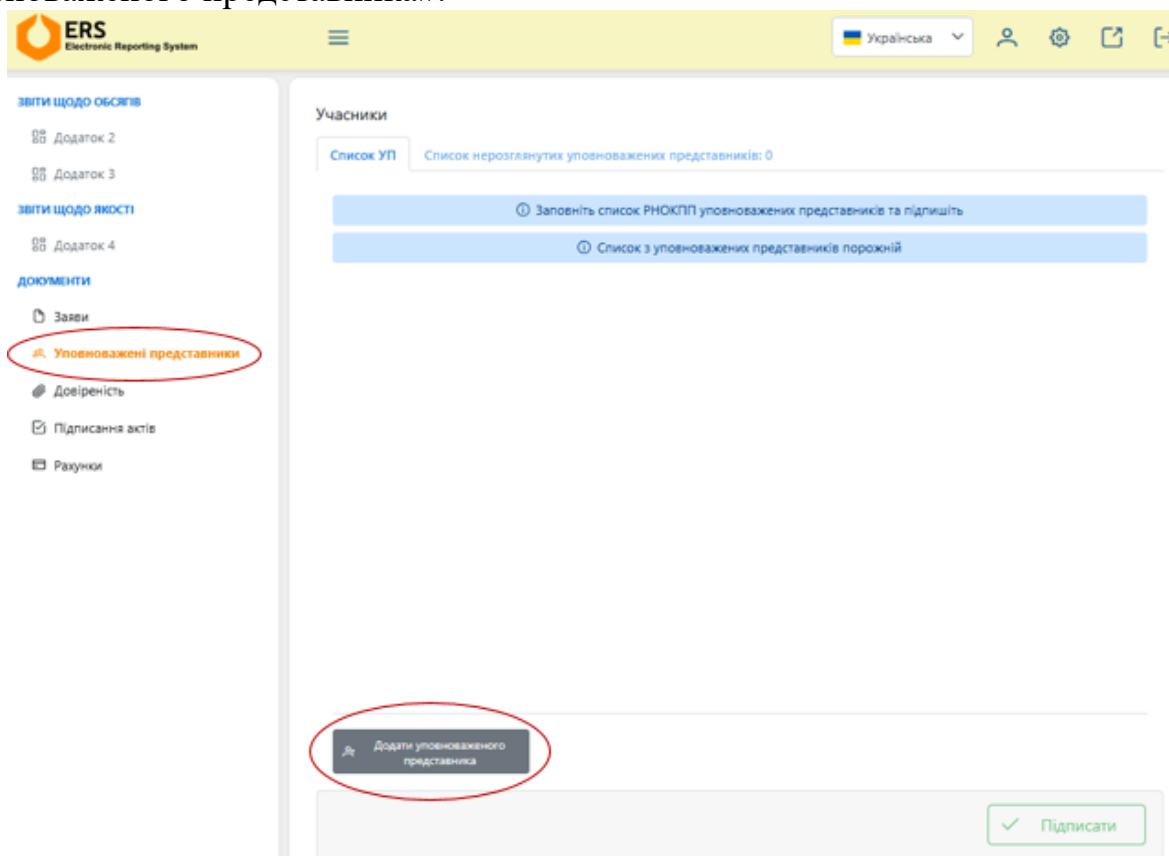 новаженого представника».
ERS
Electronic Reporting System
Українська
ЗВІТИ ЩОДО ОБСЯГІВ
Додаток 2
Додаток 3
ЗВІТИ ЩОДО ЯКОСТІ
Додаток 4
ДОКУМЕНТИ
Заяви
Уповноважені представники
Довіреність
Підписання актів
Рахунки
Учасники
Список УП
Список нерозглянутих уповноважених представників: 0
Заповніть список РНОКПП уповноважених представників та підпишіть
Список з уповноважених представників порожній
Додати уповноваженого
представника
Підписати